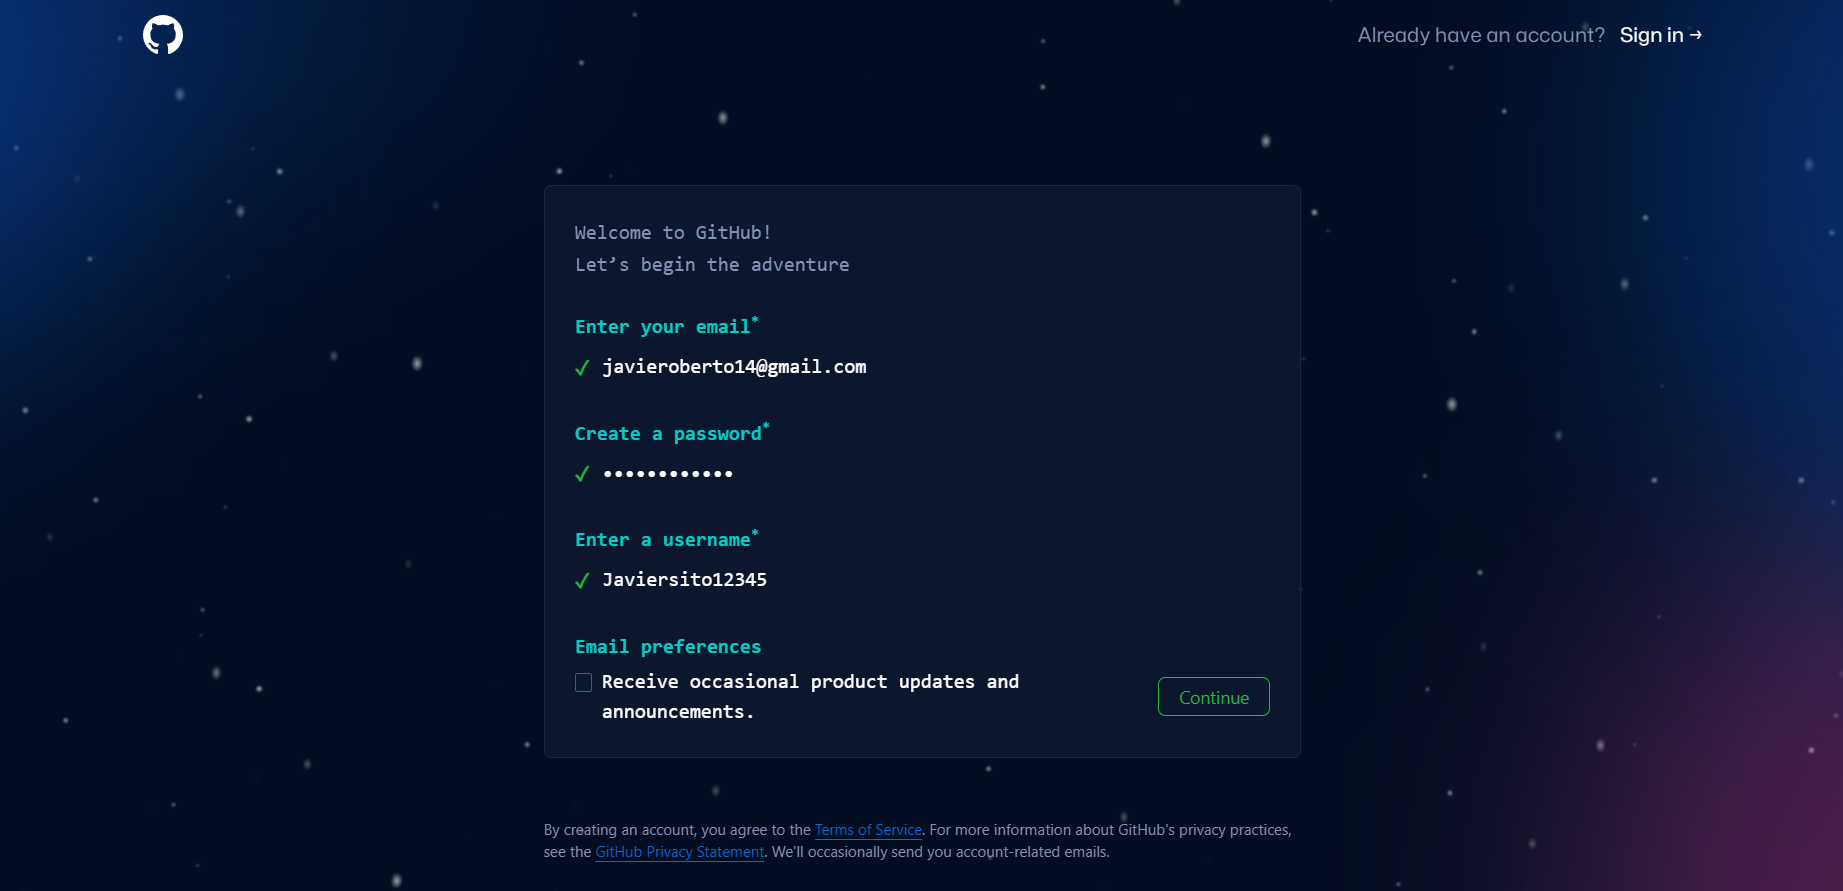 Already have an account? Sign in →
Welcome to GitHub!
Let’s begin the adventure
Enter your email*
✓ javieroberto14@gmail.com
Create a password*
✓ ••••••••••••
Enter a username*
✓ Javiersito12345
Email preferences
Receive occasional product updates and
announcements.
Continue
By creating an account, you agree to the Terms of Service. For more information about GitHub's privacy practices,
see the GitHub Privacy Statement. We'll occasionally send you account-related emails.